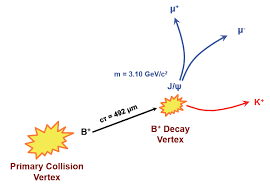 μ⁺
μ⁻
m = 3.10 GeV/c²
J/ψ
K⁺
cτ = 492 μm
B⁺
B⁺ Decay
Vertex
Primary Collision
Vertex